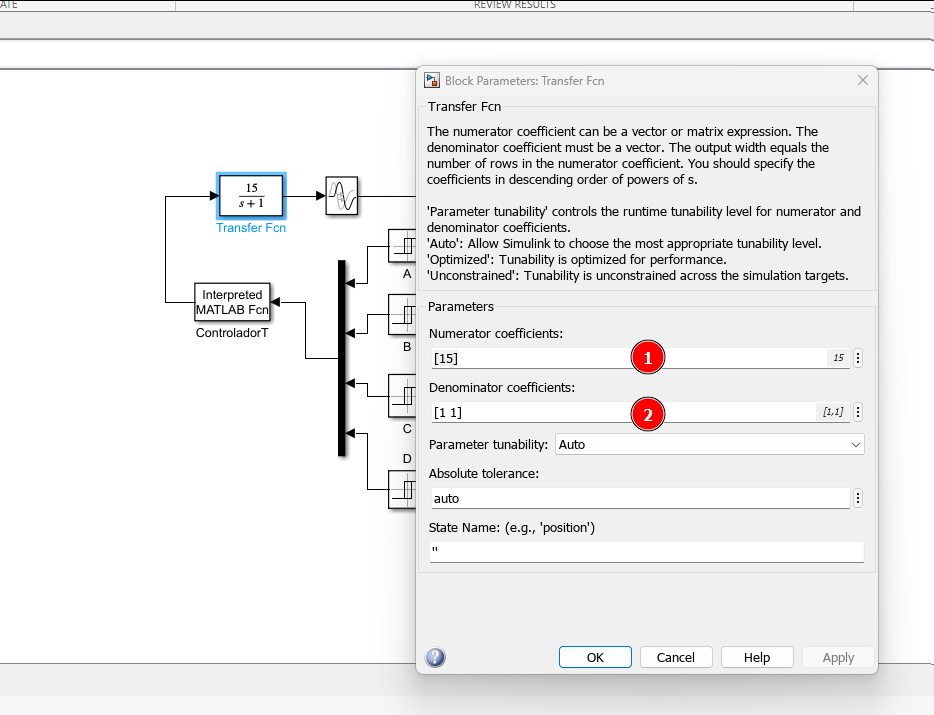 ATE
REVIEW RESULTS
15
s+1
Transfer Fcn
Interpreted
MATLAB Fcn
ControladorT
A
B
C
D
Block Parameters: Transfer Fcn
Transfer Fcn
The numerator coefficient can be a vector or matrix expression. The
denominator coefficient must be a vector. The output width equals the
number of rows in the numerator coefficient. You should specify the
coefficients in descending order of powers of s.
'Parameter tunability' controls the runtime tunability level for numerator and
denominator coefficients.
'Auto': Allow Simulink to choose the most appropriate tunability level.
'Optimized': Tunability is optimized for performance.
'Unconstrained': Tunability is unconstrained across the simulation targets.
Parameters
Numerator coefficients:
[15]
1
15
Denominator coefficients:
[1 1]
2
[1,1]
Parameter tunability: Auto
Absolute tolerance:
auto
State Name: (e.g., 'position')
''
?
OK Cancel Help Apply